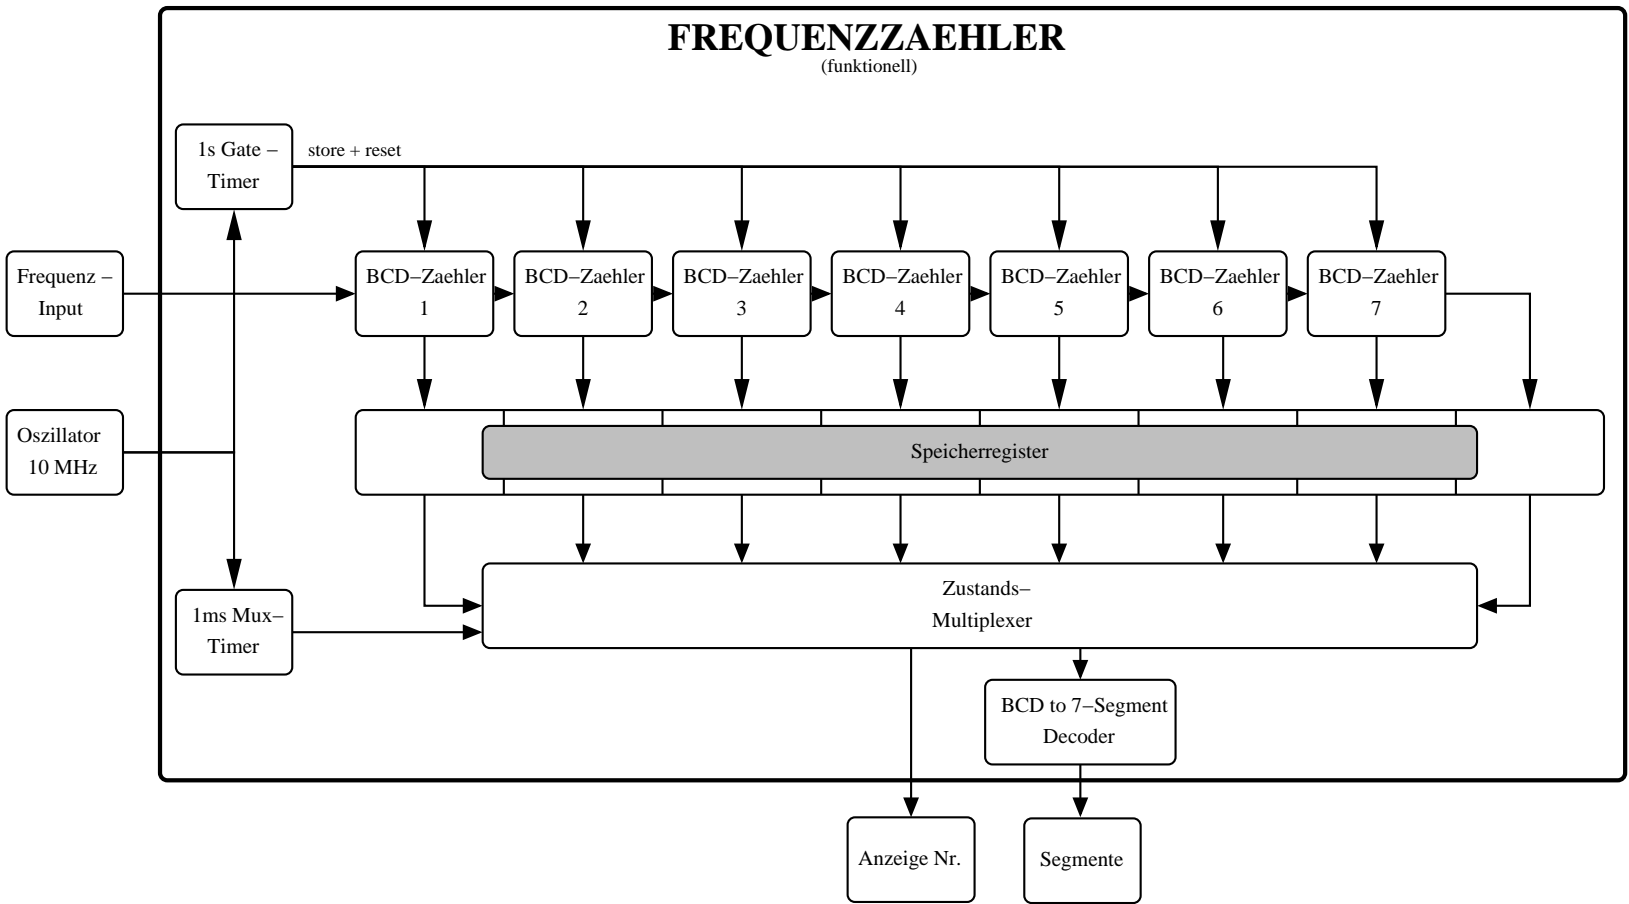 FREQUENZZAEHLER
(funktionell)
1s Gate –
Timer
store + reset
Frequenz –
Input
BCD–Zaehler
1
BCD–Zaehler
2
BCD–Zaehler
3
BCD–Zaehler
4
BCD–Zaehler
5
BCD–Zaehler
6
BCD–Zaehler
7
Oszillator
10 MHz
Speicherregister
1ms Mux–
Timer
Zustands–
Multiplexer
BCD to 7–Segment
Decoder
Anzeige Nr.
Segmente